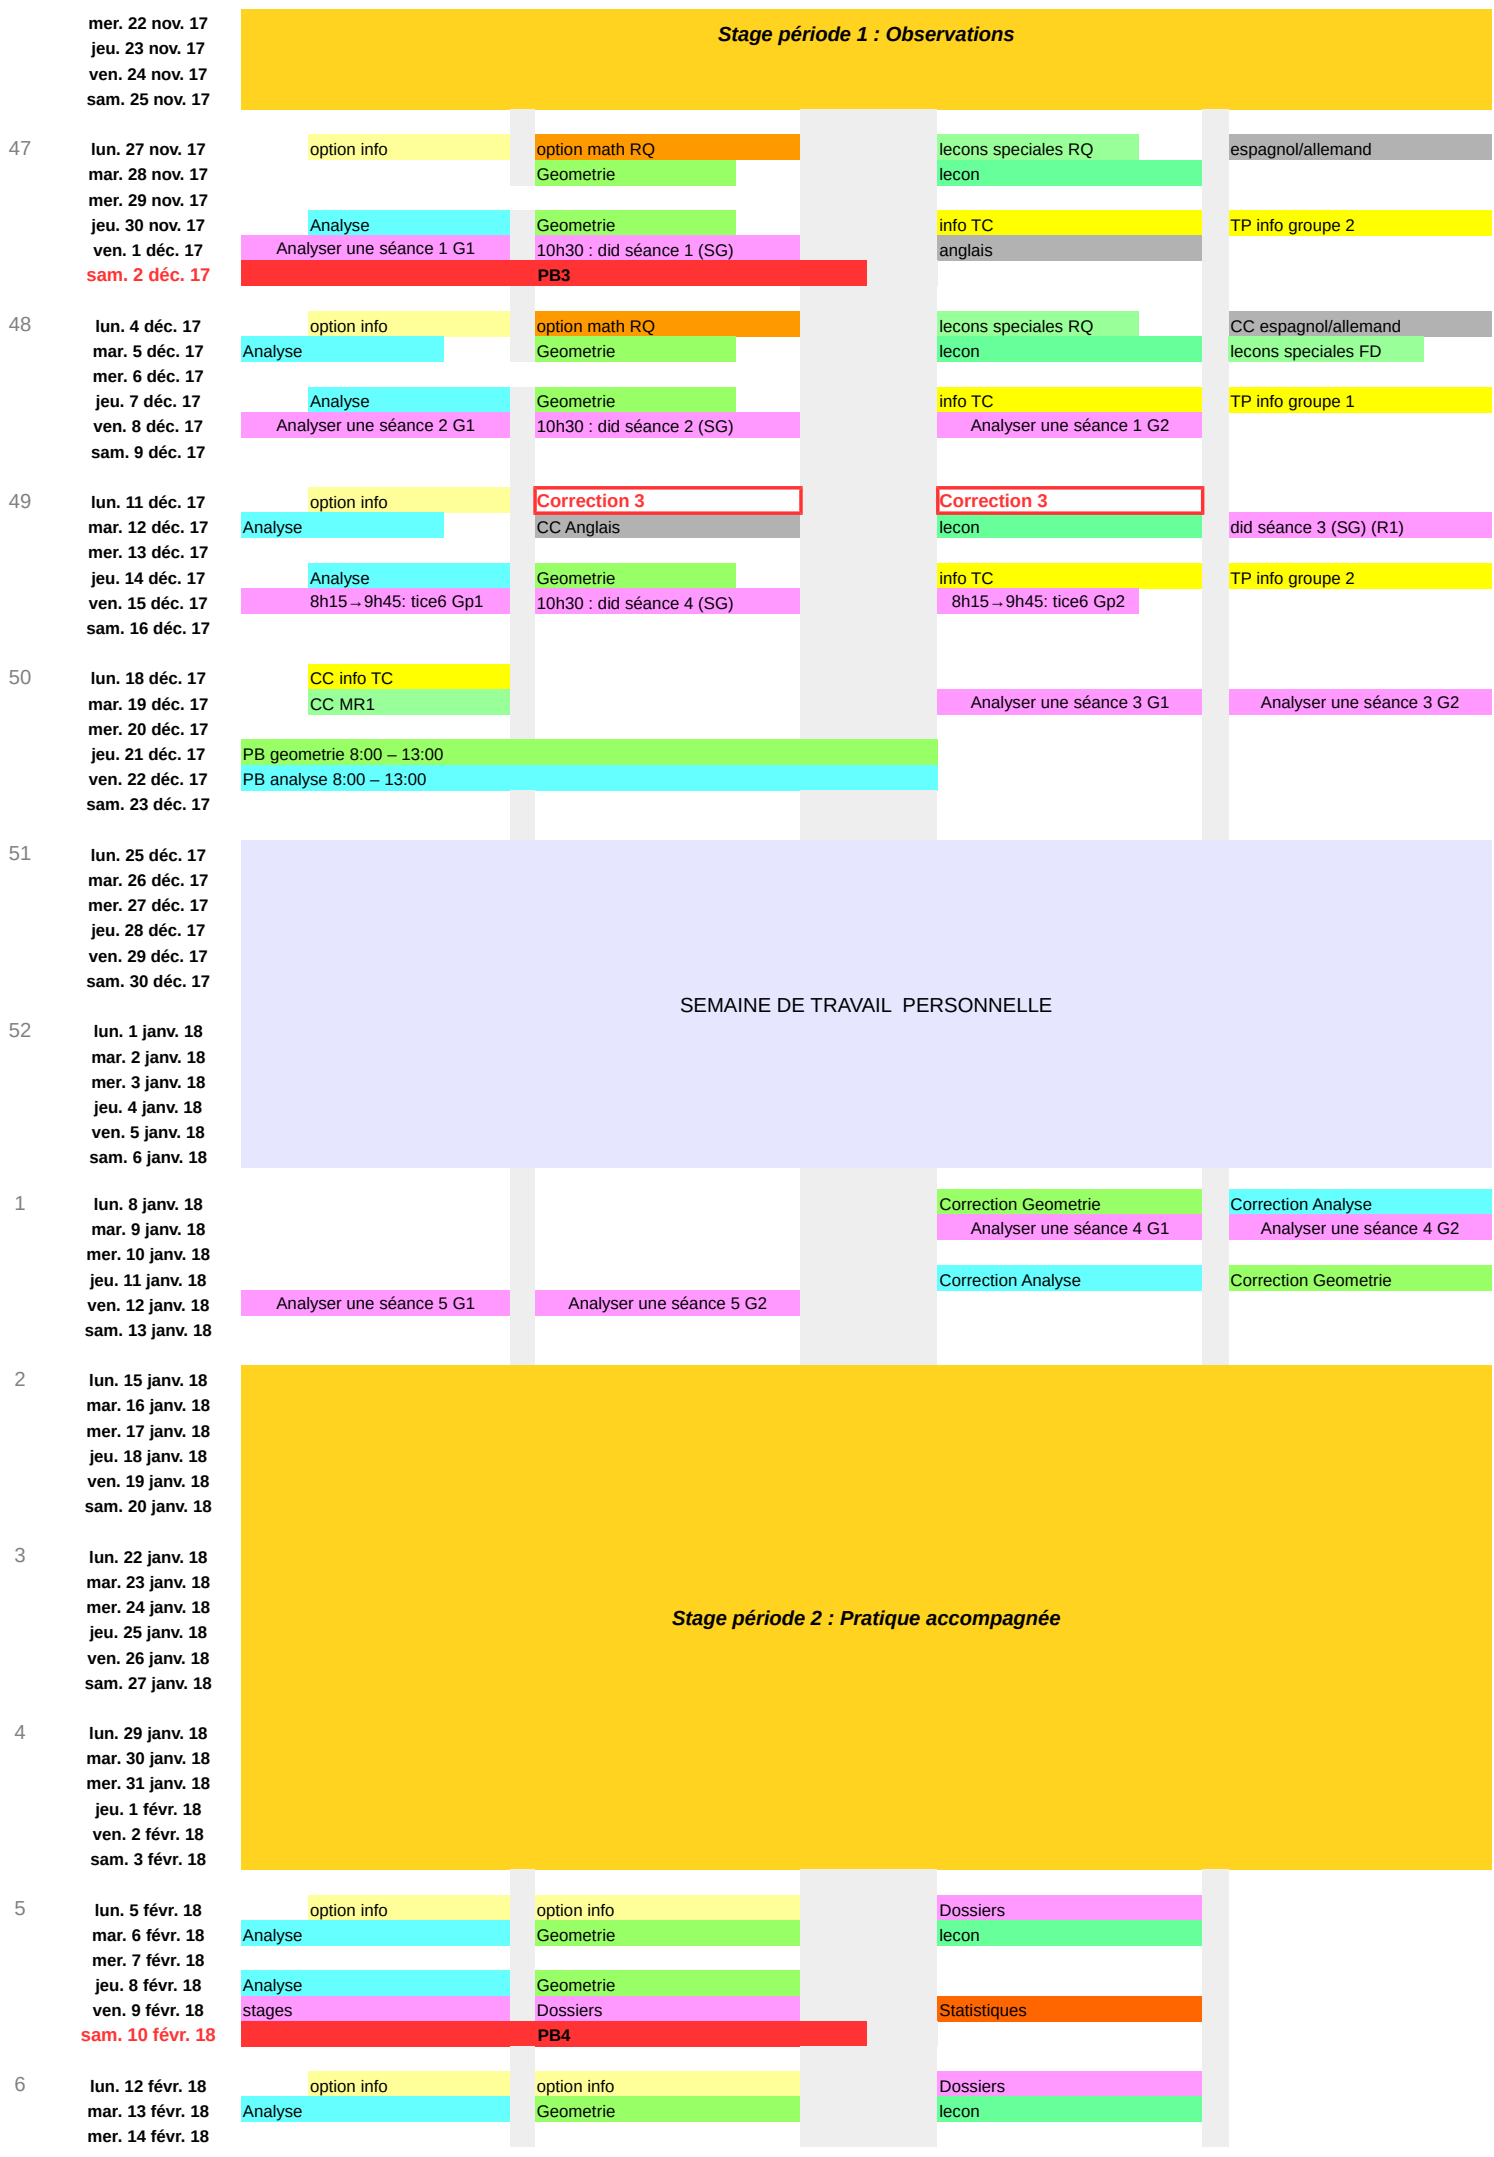 mer. 22 nov. 17
Stage période 1 : Observations
jeu. 23 nov. 17
ven. 24 nov. 17
sam. 25 nov. 17
47 lun. 27 nov. 17 option info option math RQ lecons speciales RQ espagnol/allemand
mar. 28 nov. 17 Geometrie lecon
mer. 29 nov. 17
jeu. 30 nov. 17 Analyse Geometrie info TC TP info groupe 2
ven. 1 déc. 17 Analyser une séance 1 G1 10h30 : did séance 1 (SG) anglais
sam. 2 déc. 17 PB3
48 lun. 4 déc. 17 option info option math RQ lecons speciales RQ CC espagnol/allemand
mar. 5 déc. 17 Analyse Geometrie lecon lecons speciales FD
mer. 6 déc. 17
jeu. 7 déc. 17 Analyse Geometrie info TC TP info groupe 1
ven. 8 déc. 17 Analyser une séance 2 G1 10h30 : did séance 2 (SG) Analyser une séance 1 G2
sam. 9 déc. 17
49 lun. 11 déc. 17 option info Correction 3 Correction 3
mar. 12 déc. 17 Analyse CC Anglais lecon did séance 3 (SG) (R1)
mer. 13 déc. 17
jeu. 14 déc. 17 Analyse Geometrie info TC TP info groupe 2
ven. 15 déc. 17 8h15→9h45: tice6 Gp1 10h30 : did séance 4 (SG) 8h15→9h45: tice6 Gp2
sam. 16 déc. 17
50 lun. 18 déc. 17 CC info TC
mar. 19 déc. 17 CC MR1 Analyser une séance 3 G1 Analyser une séance 3 G2
mer. 20 déc. 17
jeu. 21 déc. 17 PB geometrie 8:00 – 13:00
ven. 22 déc. 17 PB analyse 8:00 – 13:00
sam. 23 déc. 17
51 lun. 25 déc. 17
mar. 26 déc. 17
mer. 27 déc. 17
jeu. 28 déc. 17
ven. 29 déc. 17
sam. 30 déc. 17
SEMAINE DE TRAVAIL PERSONNELLE
52 lun. 1 janv. 18
mar. 2 janv. 18
mer. 3 janv. 18
jeu. 4 janv. 18
ven. 5 janv. 18
sam. 6 janv. 18
1 lun. 8 janv. 18 Correction Geometrie Correction Analyse
mar. 9 janv. 18 Analyser une séance 4 G1 Analyser une séance 4 G2
mer. 10 janv. 18
jeu. 11 janv. 18 Correction Analyse Correction Geometrie
ven. 12 janv. 18 Analyser une séance 5 G1 Analyser une séance 5 G2
sam. 13 janv. 18
2 lun. 15 janv. 18
mar. 16 janv. 18
mer. 17 janv. 18
jeu. 18 janv. 18
ven. 19 janv. 18
sam. 20 janv. 18
3 lun. 22 janv. 18
mar. 23 janv. 18
mer. 24 janv. 18
Stage période 2 : Pratique accompagnée
jeu. 25 janv. 18
ven. 26 janv. 18
sam. 27 janv. 18
4 lun. 29 janv. 18
mar. 30 janv. 18
mer. 31 janv. 18
jeu. 1 févr. 18
ven. 2 févr. 18
sam. 3 févr. 18
5 lun. 5 févr. 18 option info option info Dossiers
mar. 6 févr. 18 Analyse Geometrie lecon
mer. 7 févr. 18
jeu. 8 févr. 18 Analyse Geometrie
ven. 9 févr. 18 stages Dossiers Statistiques
sam. 10 févr. 18 PB4
6 lun. 12 févr. 18 option info option info Dossiers
mar. 13 févr. 18 Analyse Geometrie lecon
mer. 14 févr. 18